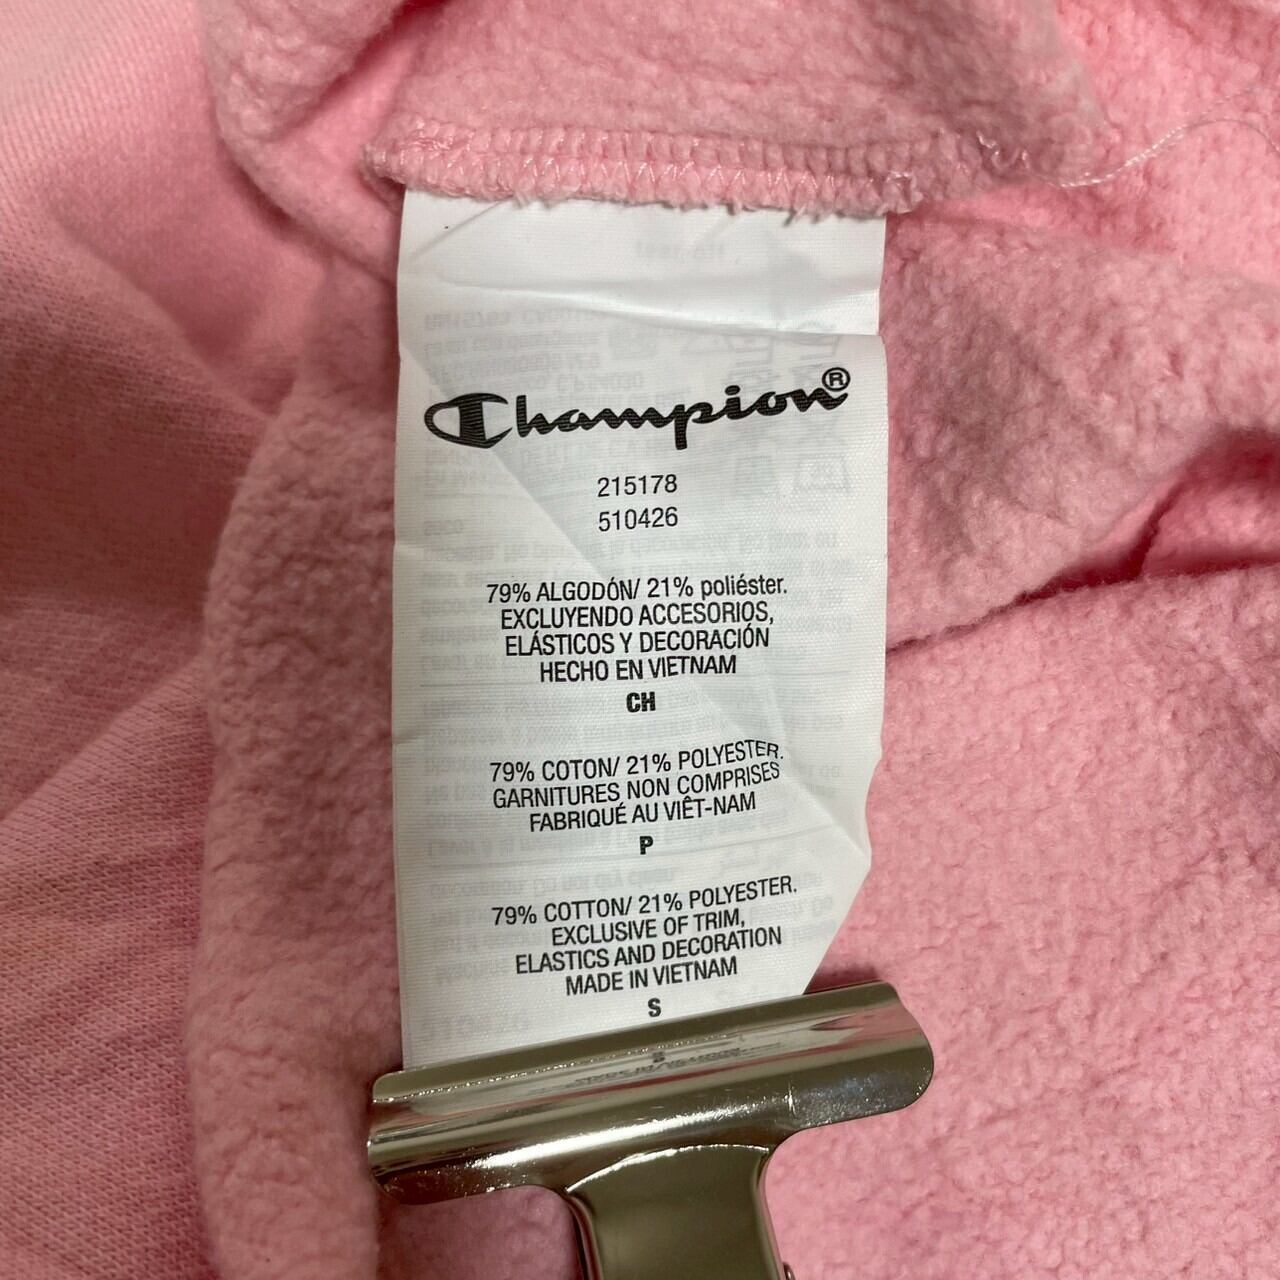 Champion®
215178
510426
79% ALGODÓN/ 21% poliéster.
EXCLUYENDO ACCESORIOS,
ELÁSTICOS Y DECORACIÓN
HECHO EN VIETNAM
CH
79% COTON/ 21% POLYESTER.
GARNITURES NON COMPRISES
FABRIQUÉ AU VIÊT-NAM
P
79% COTTON/ 21% POLYESTER.
EXCLUSIVE OF TRIM,
ELASTICS AND DECORATION
MADE IN VIETNAM
S